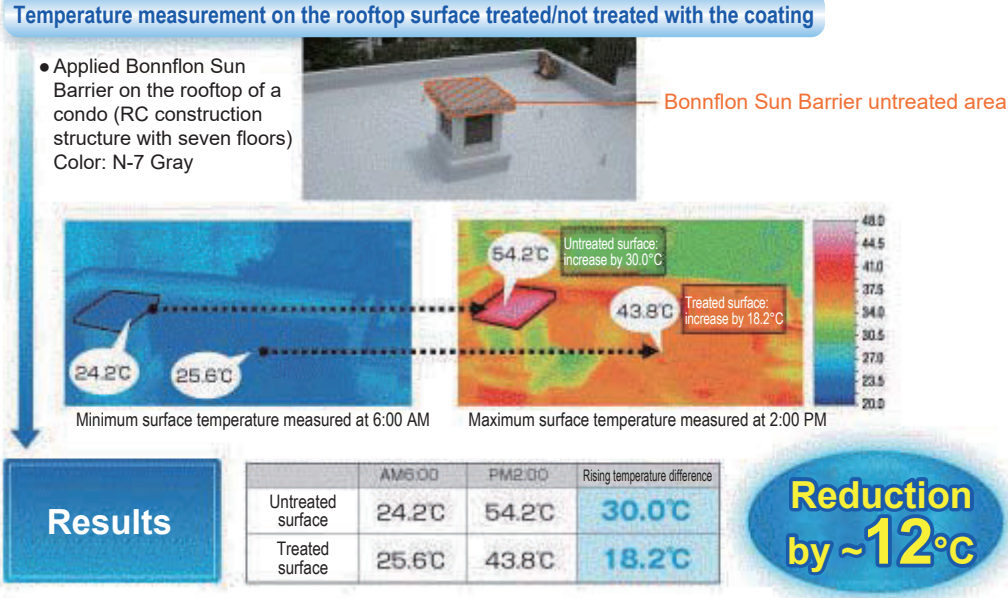 Temperature measurement on the rooftop surface treated/not treated with the coating
● Applied Bonnflon Sun
Barrier on the rooftop of a
condo (RC construction
structure with seven floors)
Color: N-7 Gray
Bonnflon Sun Barrier untreated area
24.2℃
25.6℃
Minimum surface temperature measured at 6:00 AM
54.2℃
Untreated surface:
increase by 30.0°C
43.8℃
Treated surface:
increase by 18.2°C
48.0
44.5
41.0
37.5
34.0
30.5
27.0
23.5
20.0
Maximum surface temperature measured at 2:00 PM
Results
AM6:00 PM2:00 Rising temperature difference
Untreated
surface
24.2℃ 54.2℃ 30.0℃
Treated
surface
25.6℃ 43.8℃ 18.2℃
Reduction
by ~12°C